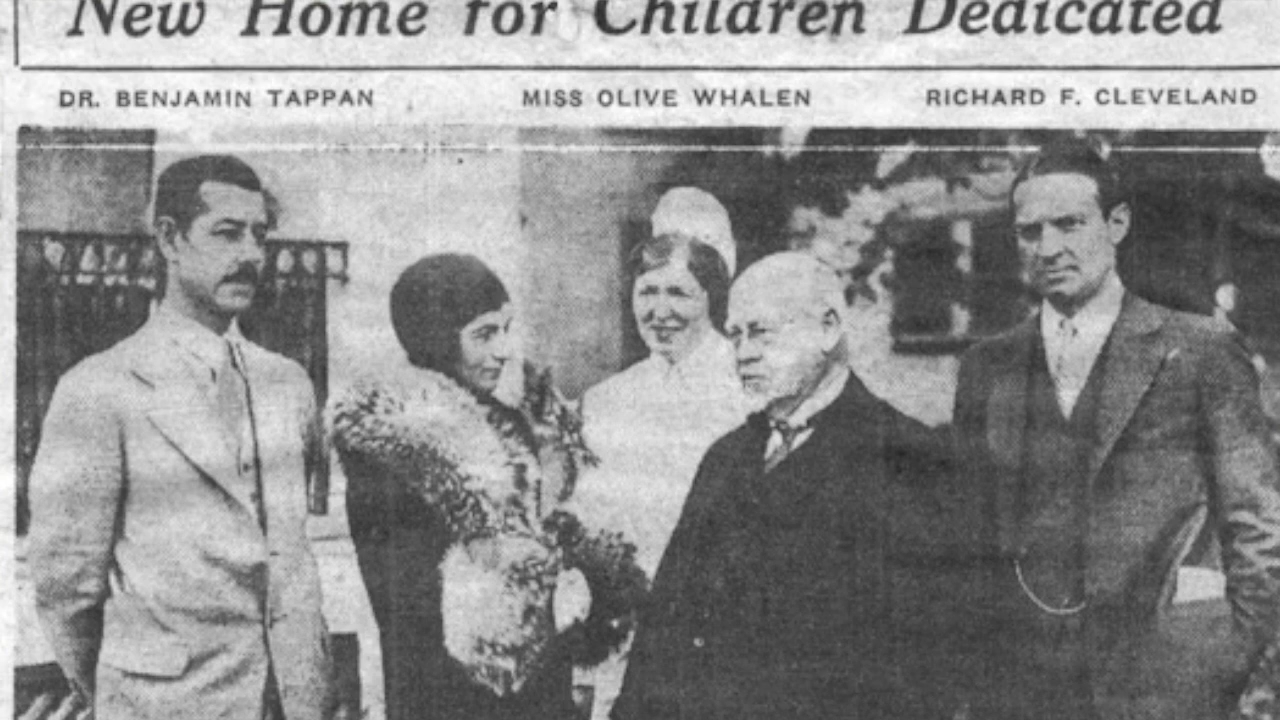 New Home for Children Dedicated
DR. BENJAMIN TAPPAN MISS OLIVE WHALEN RICHARD F. CLEVELAND